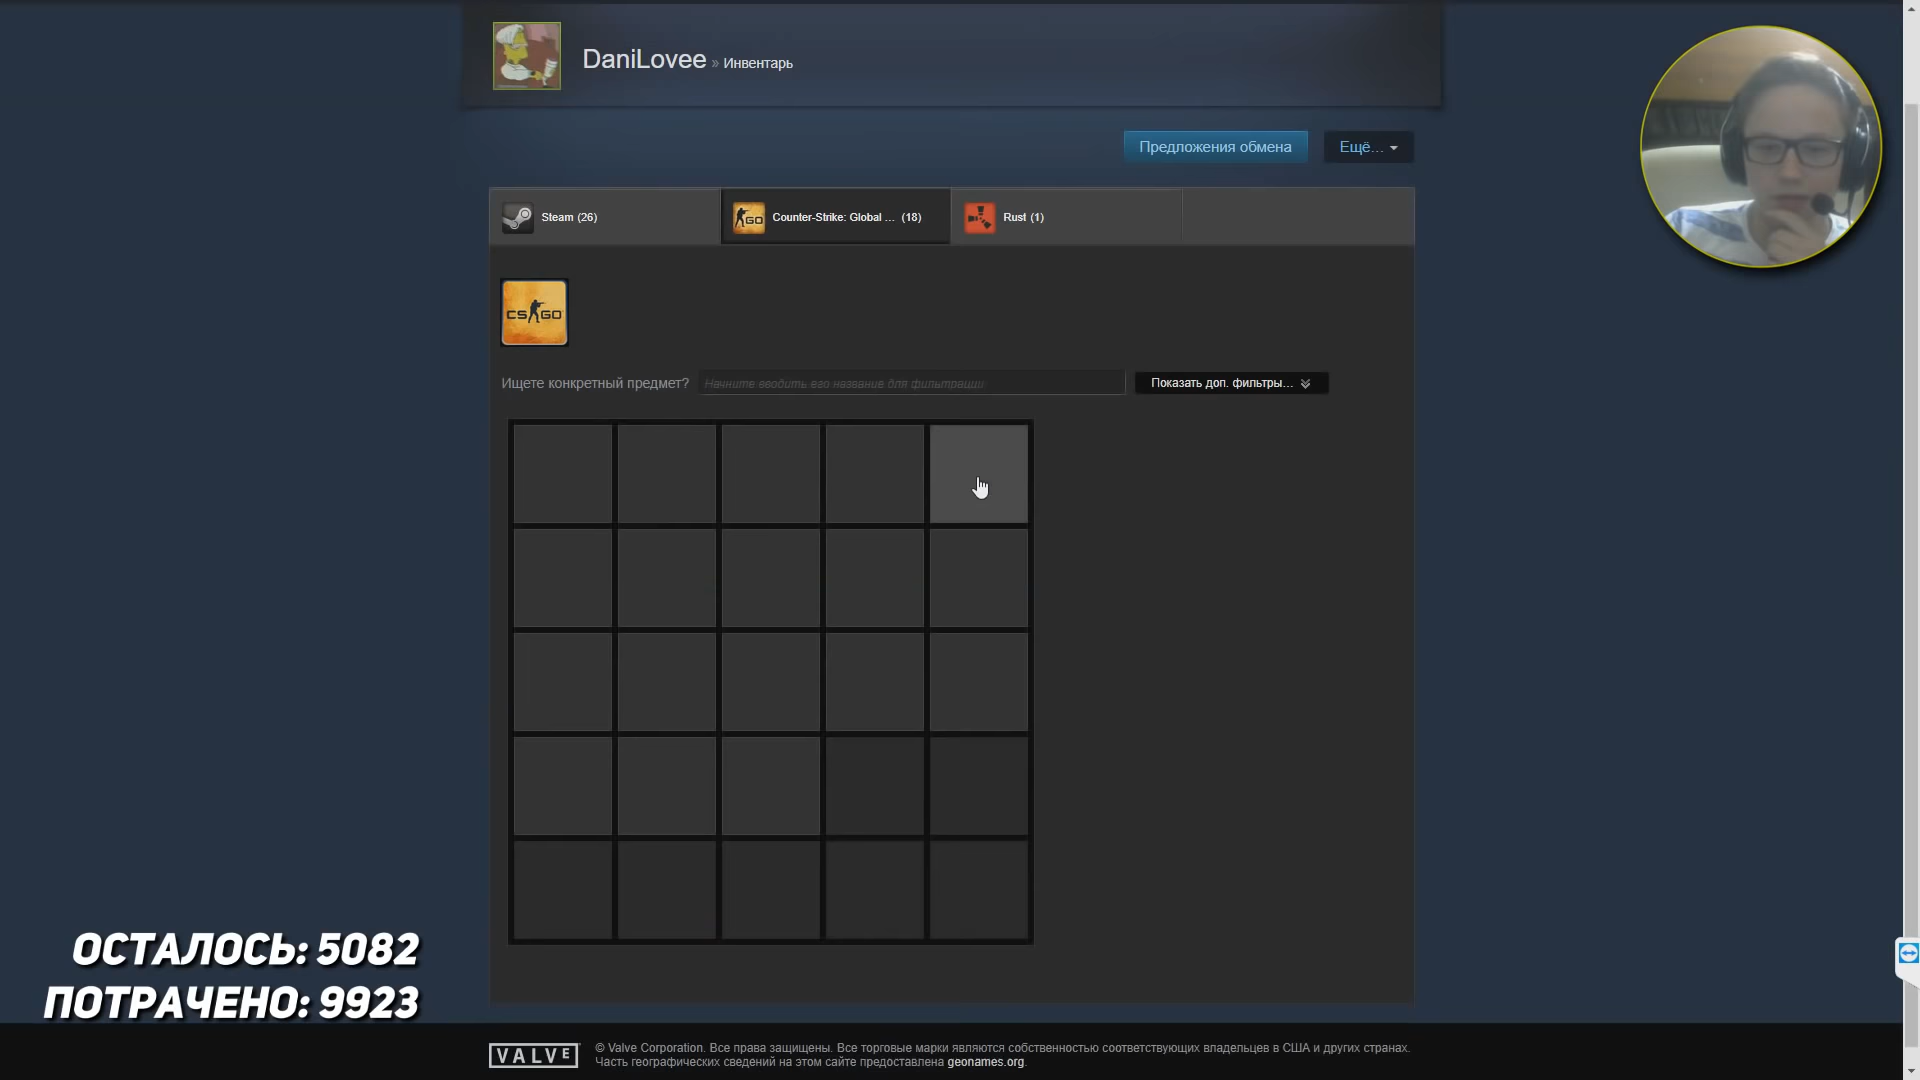 DaniLovee » Инвентарь
Предложения обмена
Ещё...
Steam (26)
Counter-Strike: Global ... (18)
Rust (1)
CS GO
Ищете конкретный предмет?
Начните вводить его название для фильтрации
Показать доп. фильтры...
ОСТАЛОСЬ: 5082
ПОТРАЧЕНО: 9923
VALVE
© Valve Corporation. Все права защищены. Все торговые марки являются собственностью соответствующих владельцев в США и других странах.
Часть географических сведений на этом сайте предоставлена geonames.org.